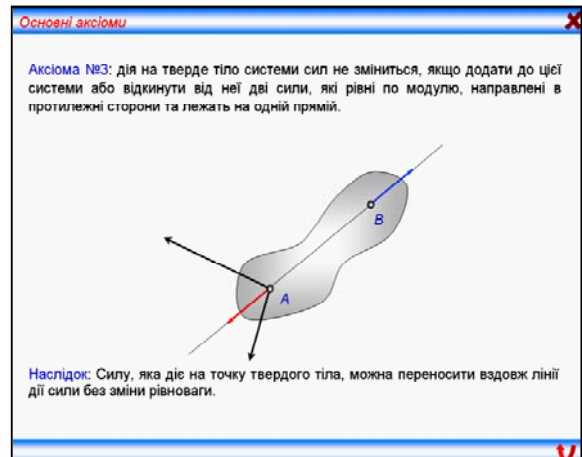 Основні аксіоми
Аксіома №3: дія на тверде тіло системи сил не зміниться, якщо додати до цієї
системи або відкинути від неї дві сили, які рівні по модулю, направлені в
протилежні сторони та лежать на одній прямій.
B
A
Наслідок: Силу, яка діє на точку твердого тіла, можна переносити вздовж лінії
дії сили без зміни рівноваги.